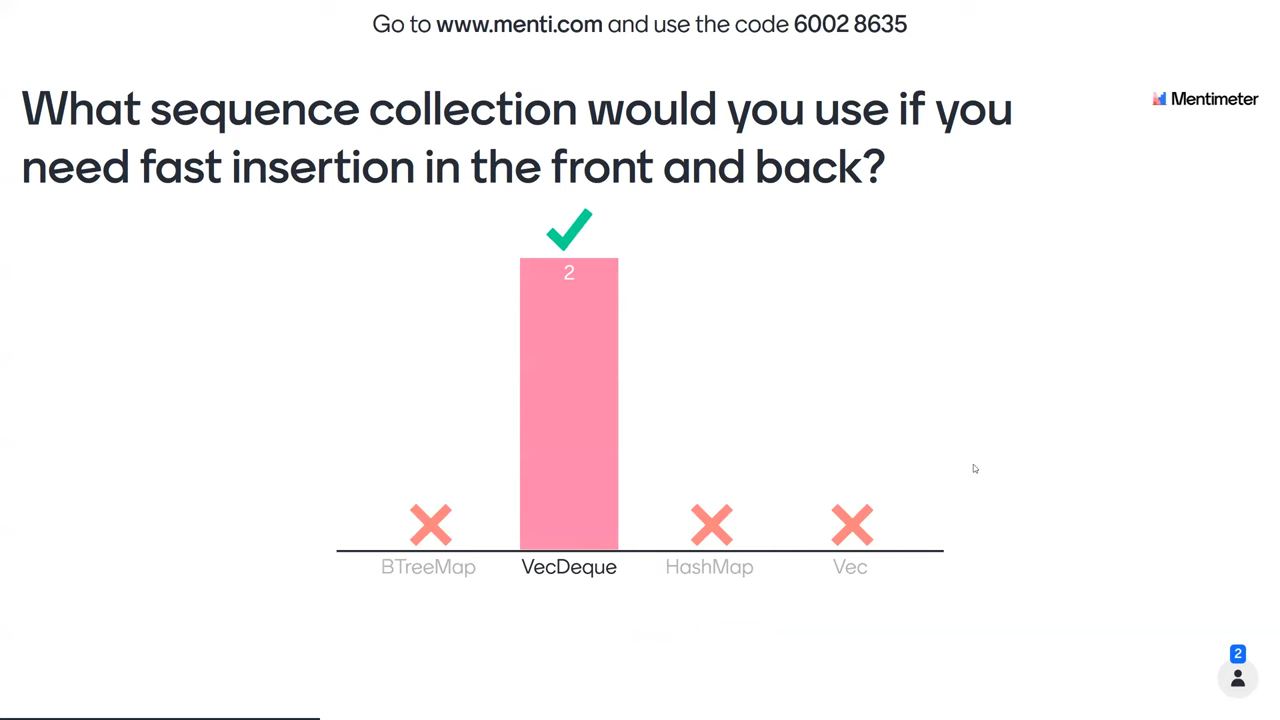 Go to www.menti.com and use the code 6002 8635
What sequence collection would you use if you
need fast insertion in the front and back?
Mentimeter
2
BTreeMap VecDeque HashMap Vec
2